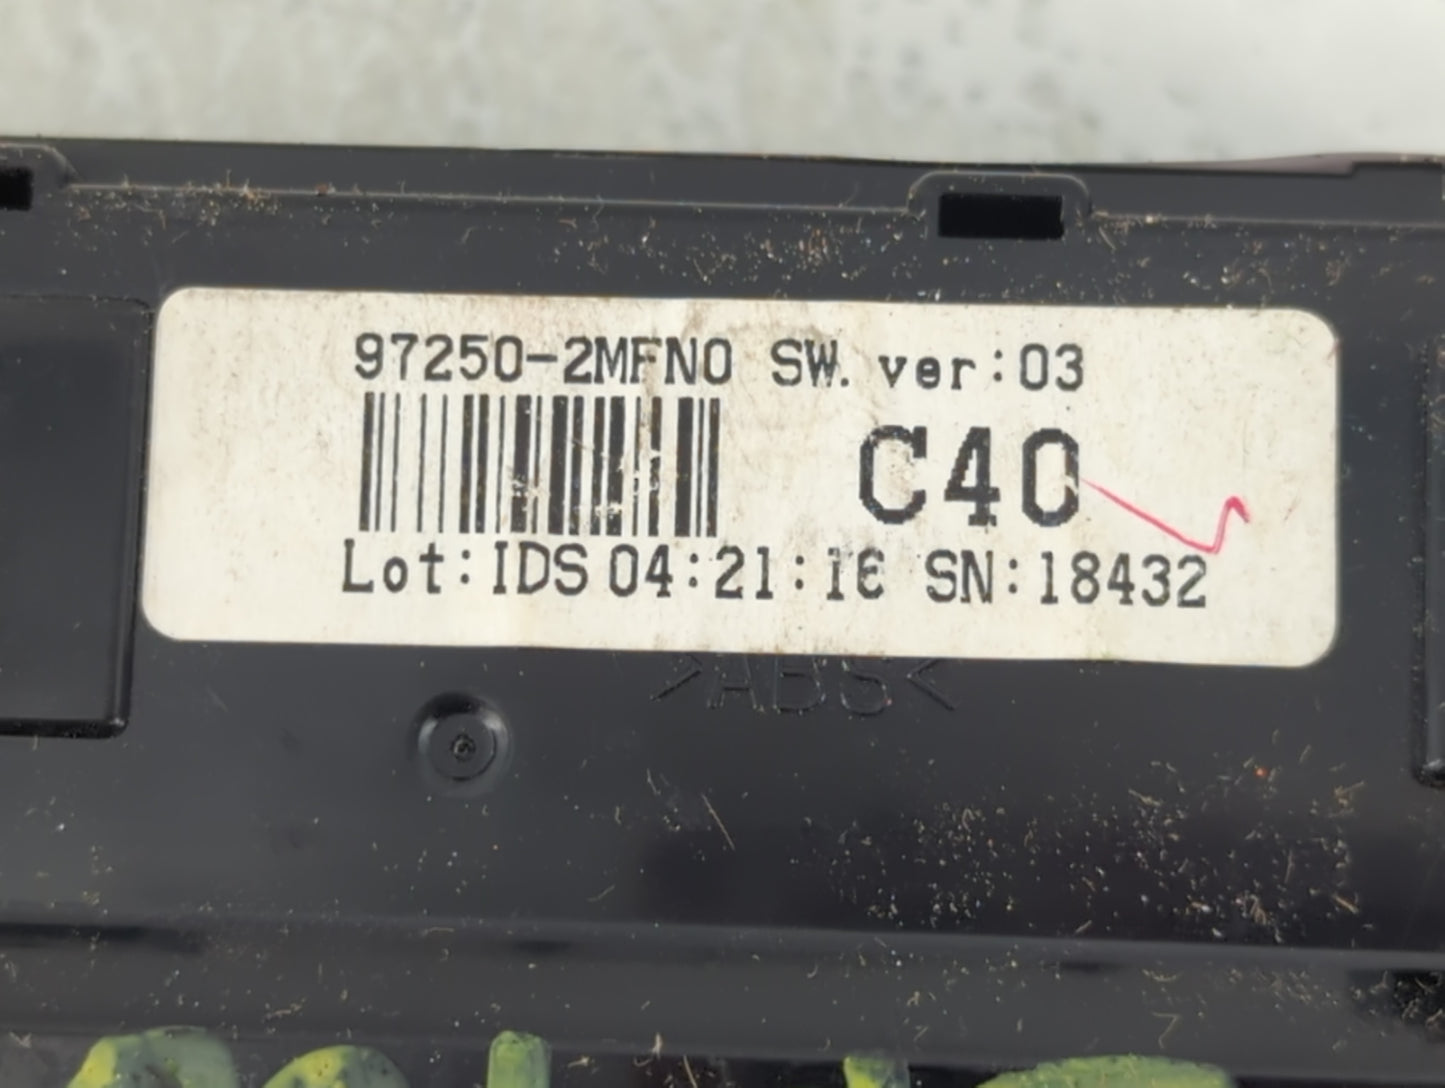 97250-2MFN0 SW. ver:03
C40
Lot:IDS 04:21:16 SN:18432
>ABS<